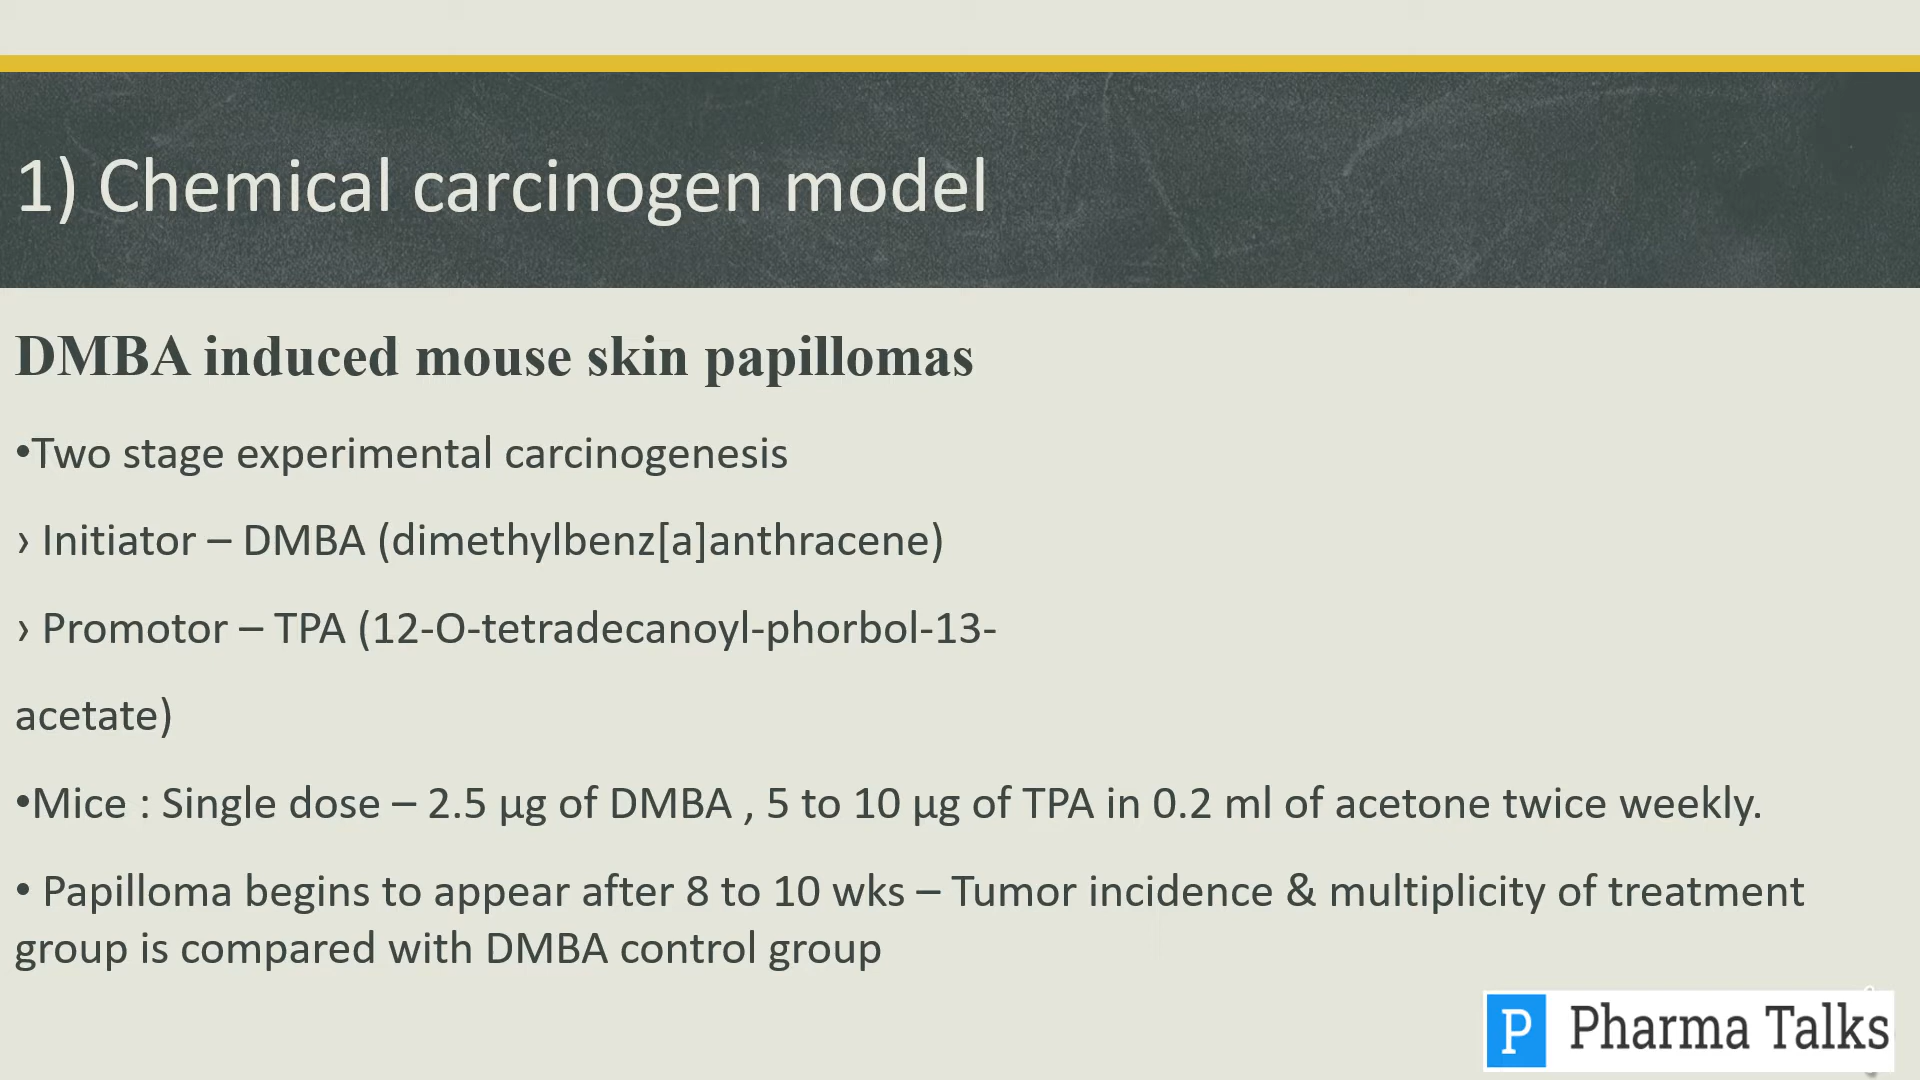 1) Chemical carcinogen model
DMBA induced mouse skin papillomas
•Two stage experimental carcinogenesis
› Initiator – DMBA (dimethylbenz[a]anthracene)
› Promotor – TPA (12-O-tetradecanoyl-phorbol-13-
acetate)
•Mice : Single dose – 2.5 µg of DMBA , 5 to 10 µg of TPA in 0.2 ml of acetone twice weekly.
• Papilloma begins to appear after 8 to 10 wks – Tumor incidence & multiplicity of treatment
group is compared with DMBA control group
P Pharma Talks